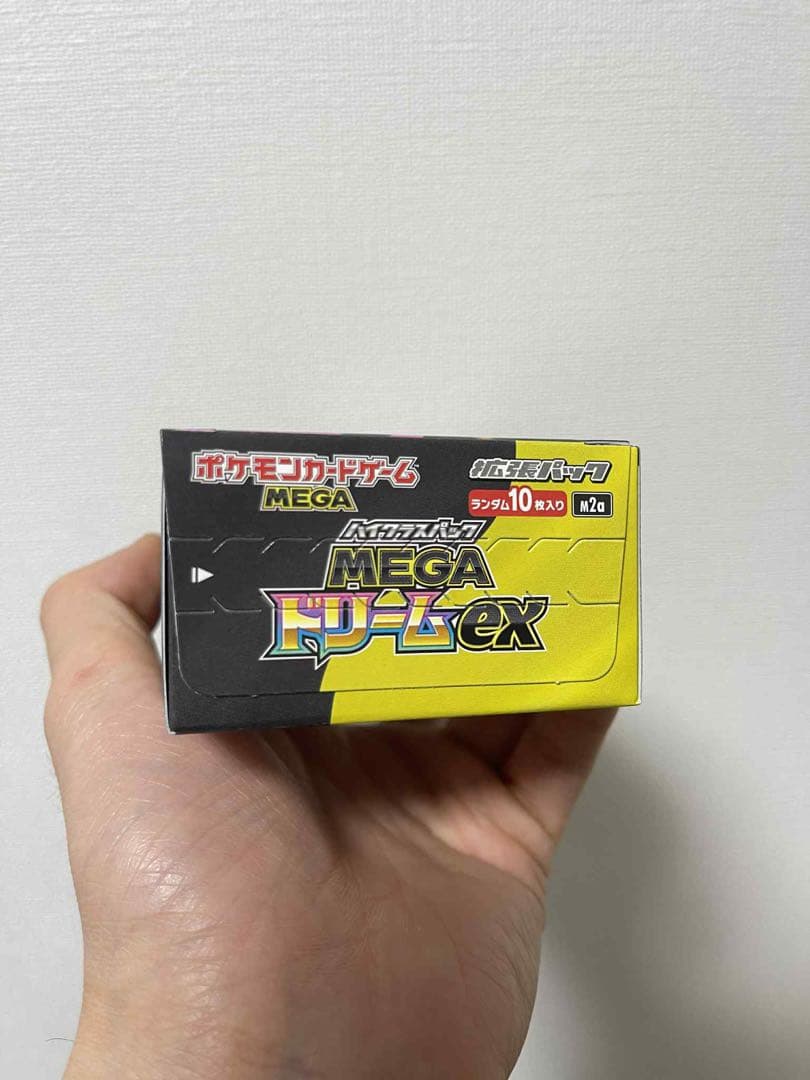 ポケモンカードゲーム
MEGA
拡張パック
ランダム10枚入り M2a
ハイクラスパック
MEGA
ドリームex